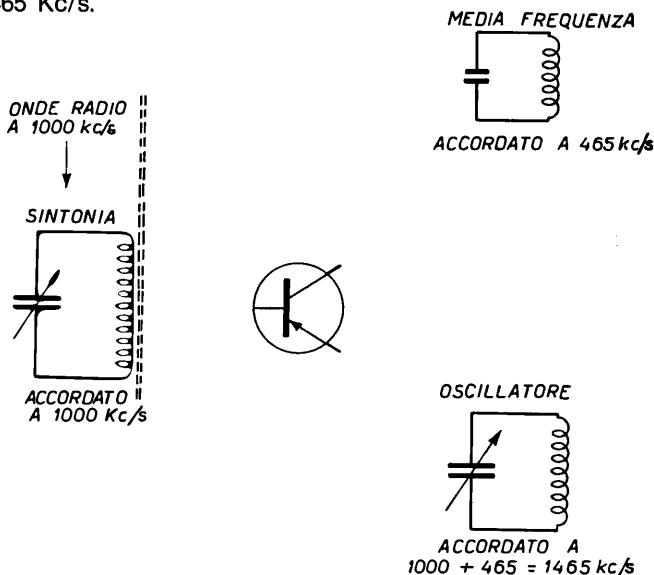 465 Kc/s.
MEDIA FREQUENZA
ACCORDATO A 465 kc/s
ONDE RADIO
A 1000 kc/s
SINTONIA
ACCORDATO
A 1000 Kc/s
OSCILLATORE
ACCORDATO A
1000 + 465 = 1465 kc/s